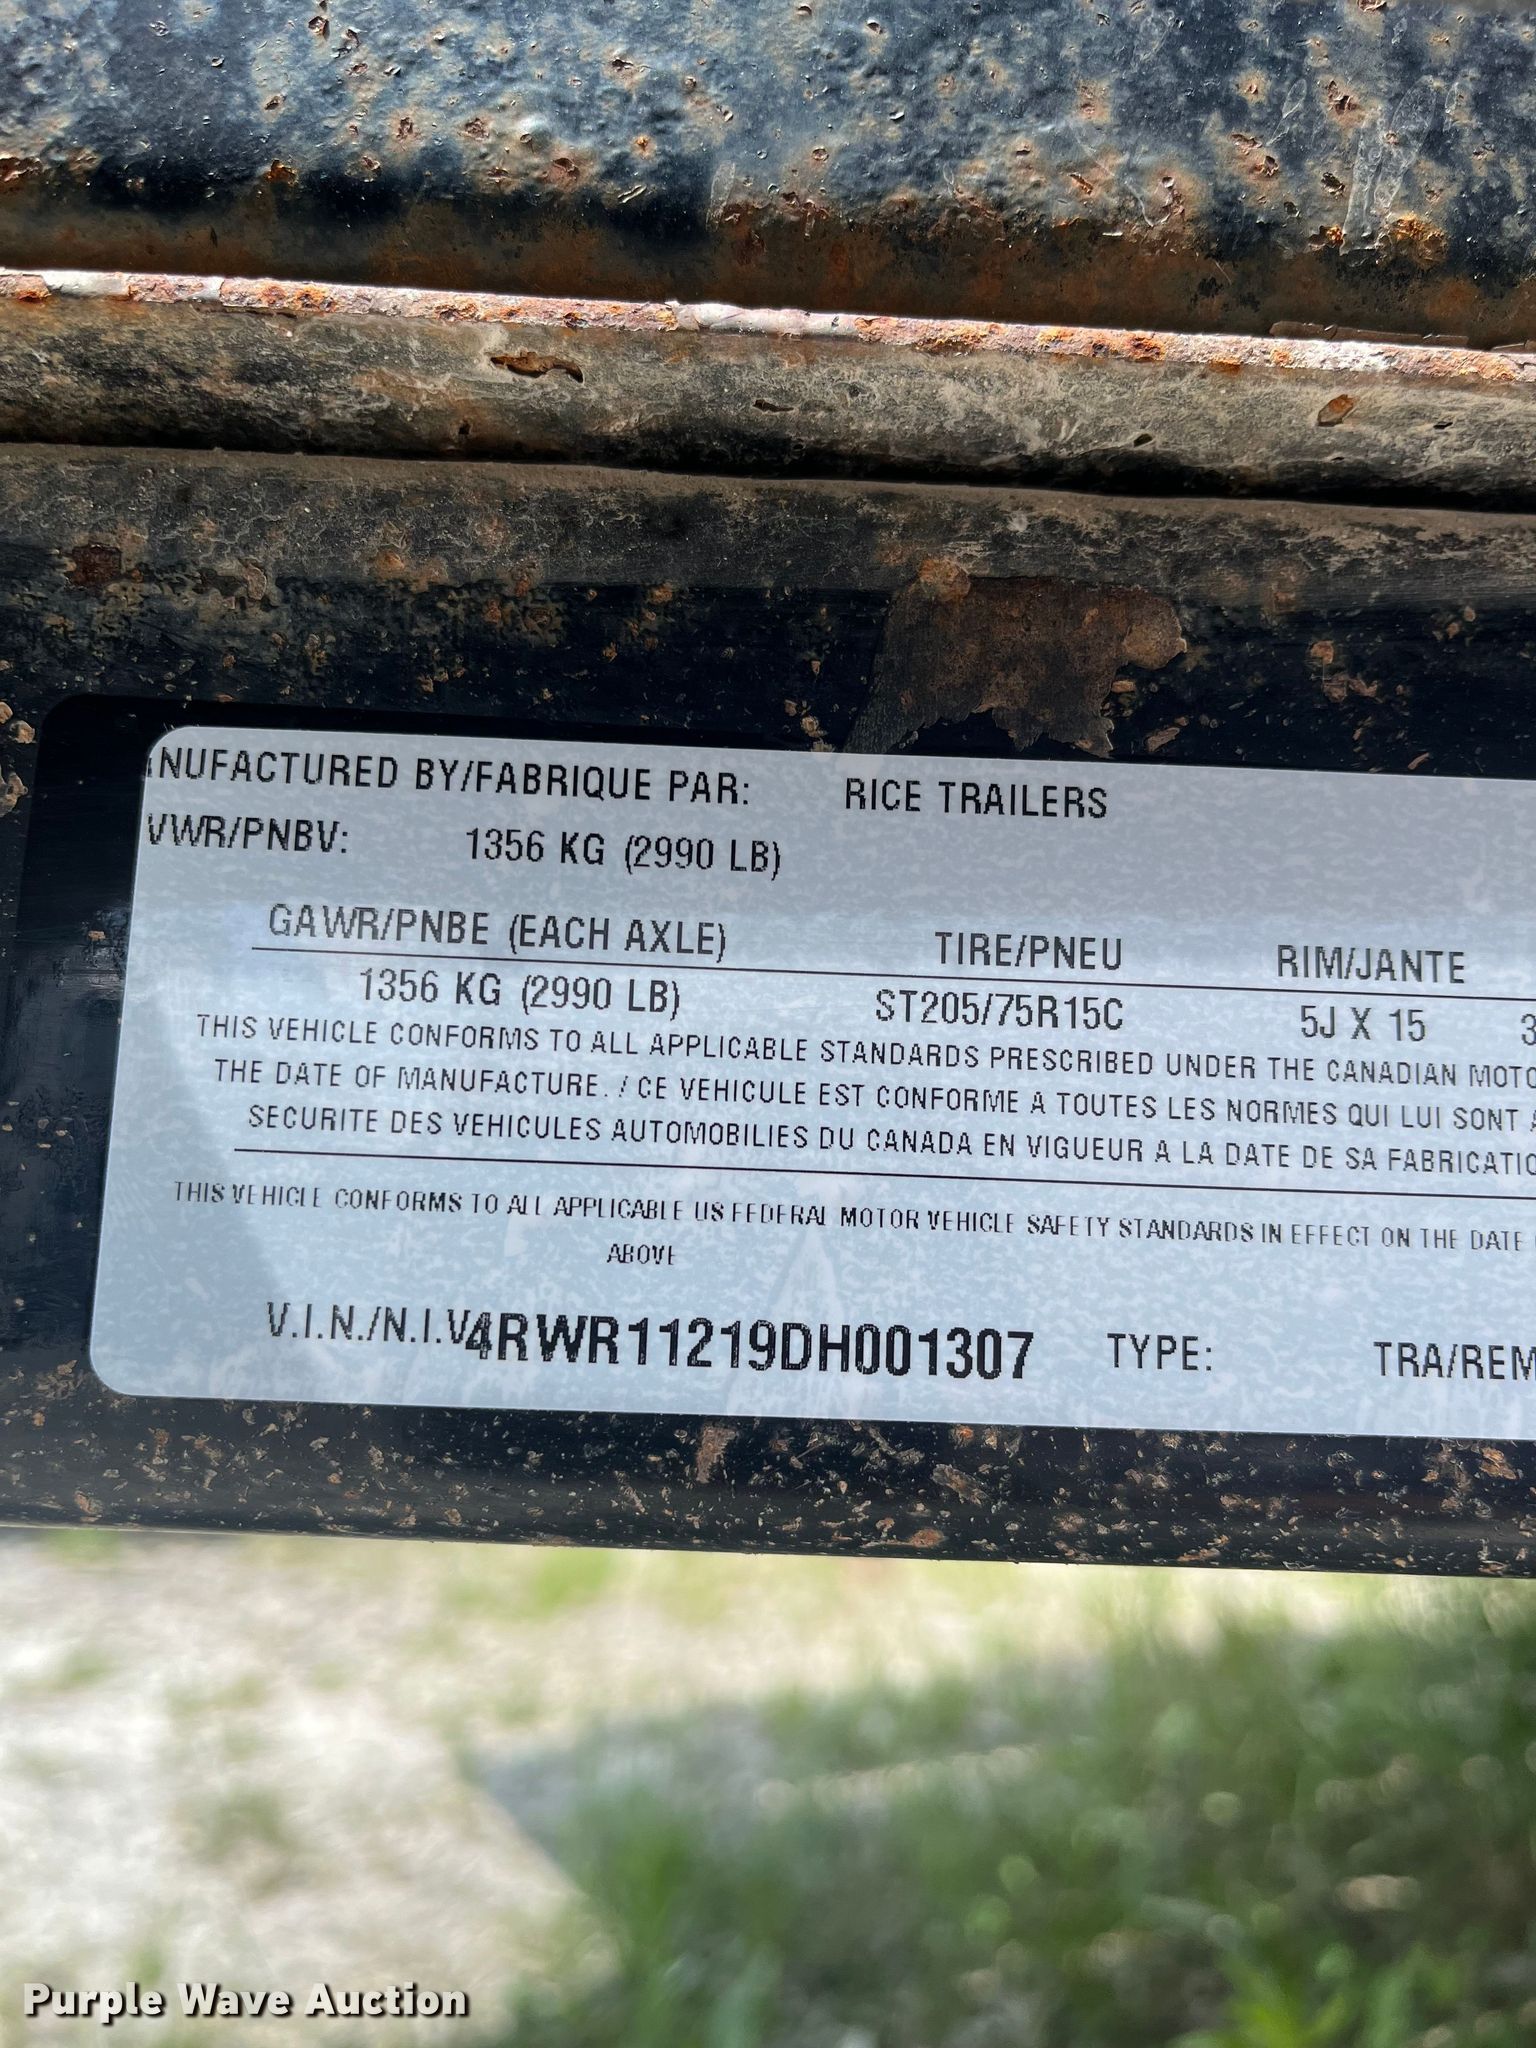 NUFACTURED BY/FABRIQUE PAR: RICE TRAILERS
VWR/PNBV: 1356 KG (2990 LB)
GAWR/PNBE (EACH AXLE) TIRE/PNEU RIM/JANTE
1356 KG (2990 LB) ST205/75R15C 5J X 15 3
THIS VEHICLE CONFORMS TO ALL APPLICABLE STANDARDS PRESCRIBED UNDER THE CANADIAN MOTO
THE DATE OF MANUFACTURE. / CE VEHICULE EST CONFORME A TOUTES LES NORMES QUI LUI SONT A
SECURITE DES VEHICULES AUTOMOBILIES DU CANADA EN VIGUEUR A LA DATE DE SA FABRICATIO
THIS VEHICLE CONFORMS TO ALL APPLICABLE US FEDERAL MOTOR VEHICLE SAFETY STANDARDS IN EFFECT ON THE DATE
ABOVE
V.I.N./N.I.V 4RWR11219DH001307 TYPE: TRA/REM
Purple Wave Auction